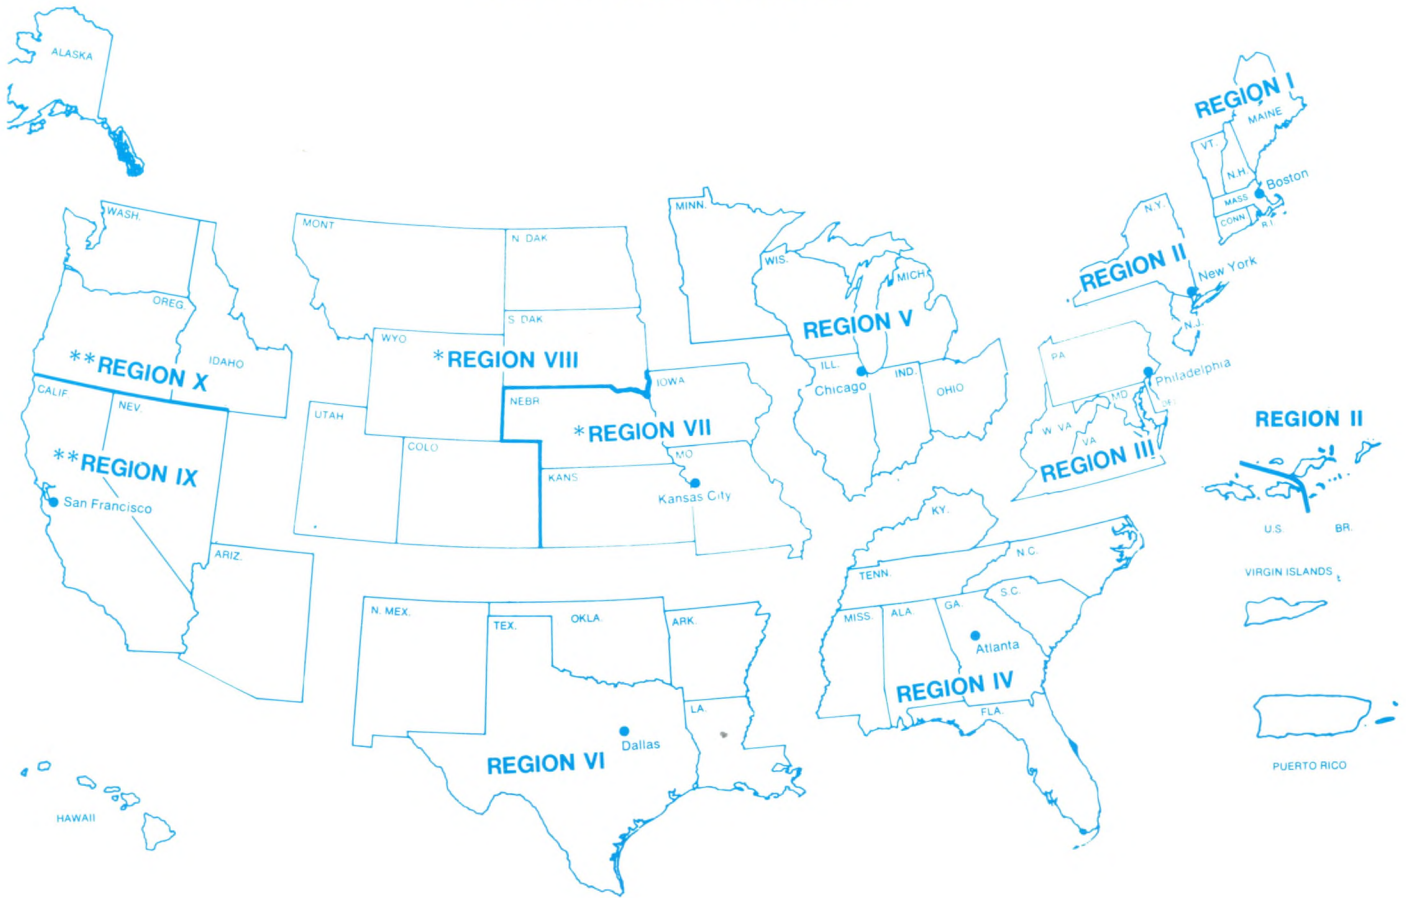 ALASKA
REGION I
MAINE
VT.
N.H.
Boston
MASS
CONN
R.I.
WASH.
MONT
N. DAK
MINN.
N.Y.
WIS.
MICH.
REGION II
New York
OREG.
S. DAK
REGION V
N.J.
WYO
*REGION VIII
**REGION X
IDAHO
PA
ILL.
IND.
OHIO
Chicago
Philadelphia
CALIF
NEV.
UTAH
NEBR
IOWA
MD
*REGION VII
W VA
VA
REGION III
REGION II
COLO
**REGION IX
MO
KANS
Kansas City
San Francisco
KY.
U.S.
BR.
VIRGIN ISLANDS
ARIZ.
N.C.
TENN.
S.C.
N. MEX.
TEX.
OKLA.
ARK.
MISS.
ALA.
GA.
Atlanta
REGION IV
LA.
FLA.
Dallas
REGION VI
PUERTO RICO
HAWAII